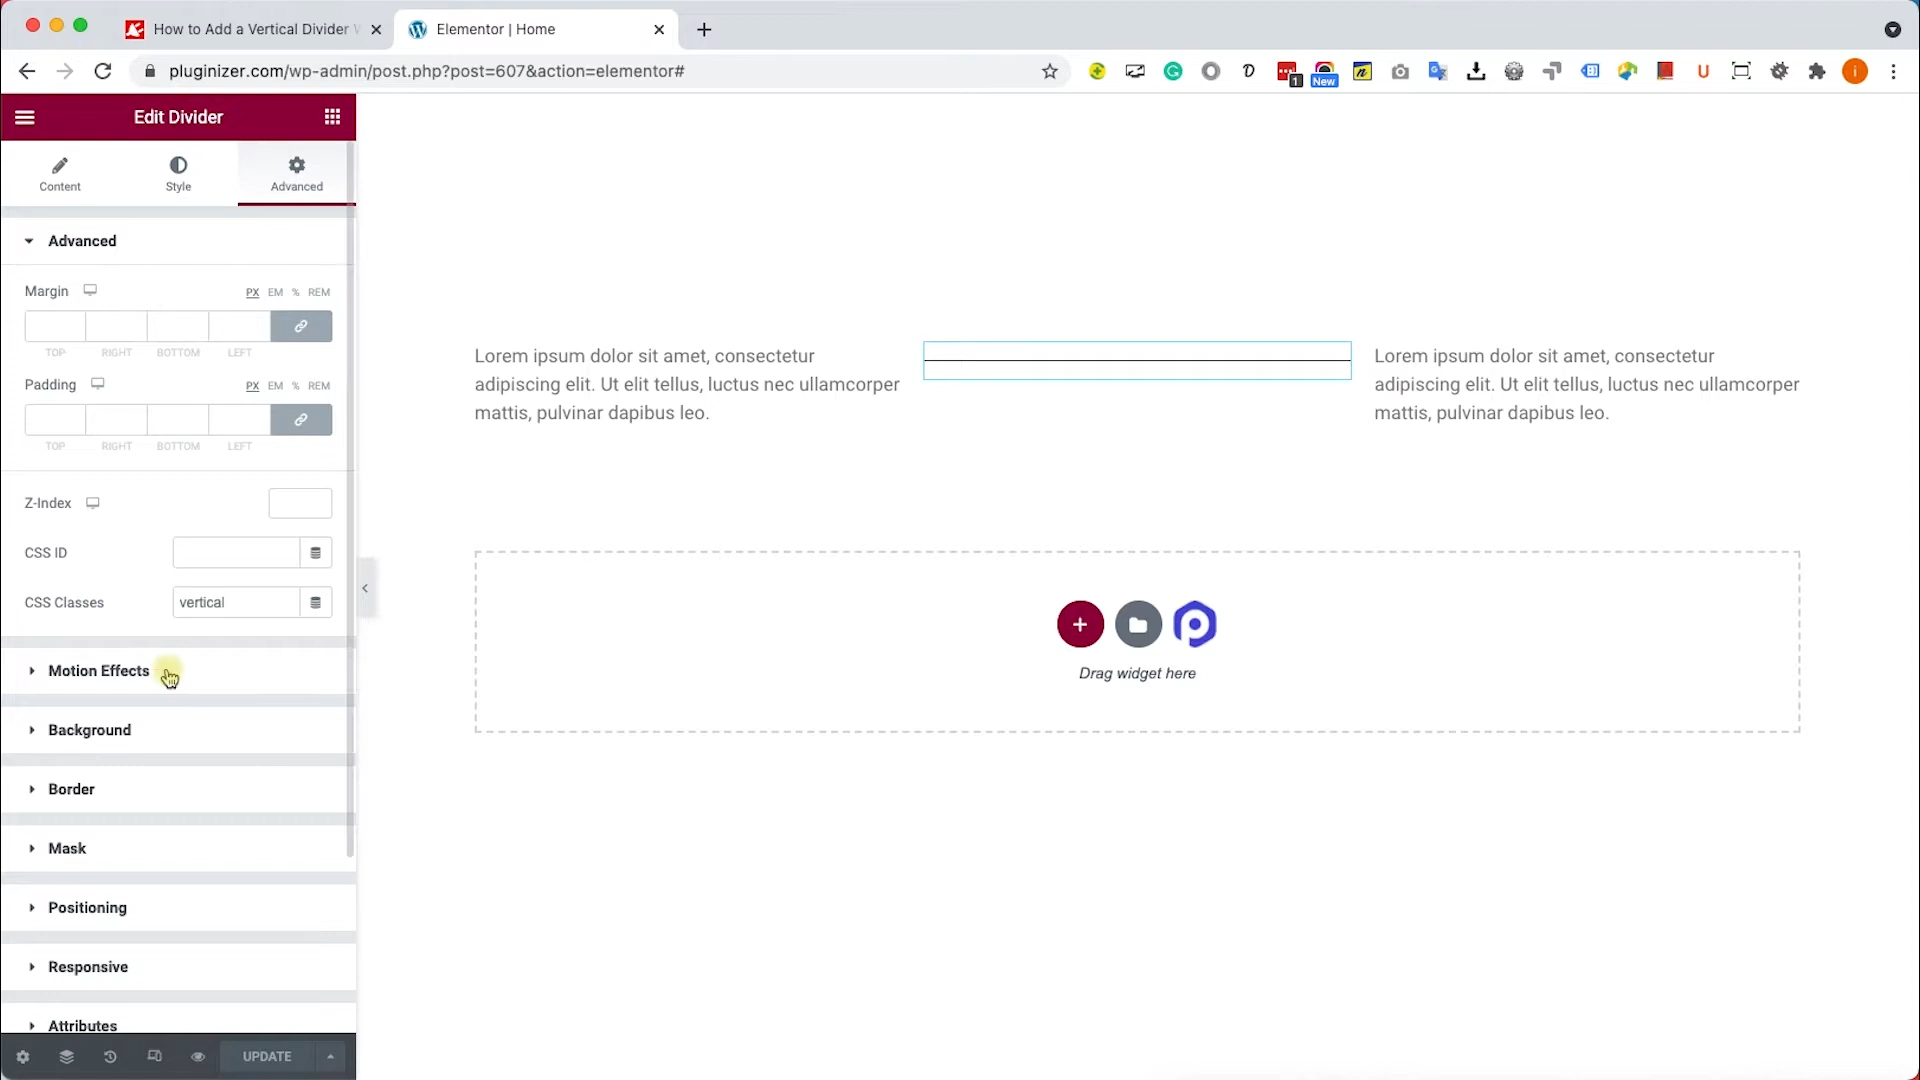 How to Add a Vertical Divider
Elementor | Home
pluginizer.com/wp-admin/post.php?post=607&action=elementor#
1
New
U
i
Edit Divider
Content
Style
Advanced
Advanced
Margin
PX EM % REM
TOP RIGHT BOTTOM LEFT
Padding
PX EM % REM
TOP RIGHT BOTTOM LEFT
Z-Index
CSS ID
CSS Classes
vertical
Motion Effects
Background
Border
Mask
Positioning
Responsive
Attributes
UPDATE
Lorem ipsum dolor sit amet, consectetur
adipiscing elit. Ut elit tellus, luctus nec ullamcorper
mattis, pulvinar dapibus leo.
Lorem ipsum dolor sit amet, consectetur
adipiscing elit. Ut elit tellus, luctus nec ullamcorper
mattis, pulvinar dapibus leo.
Drag widget here